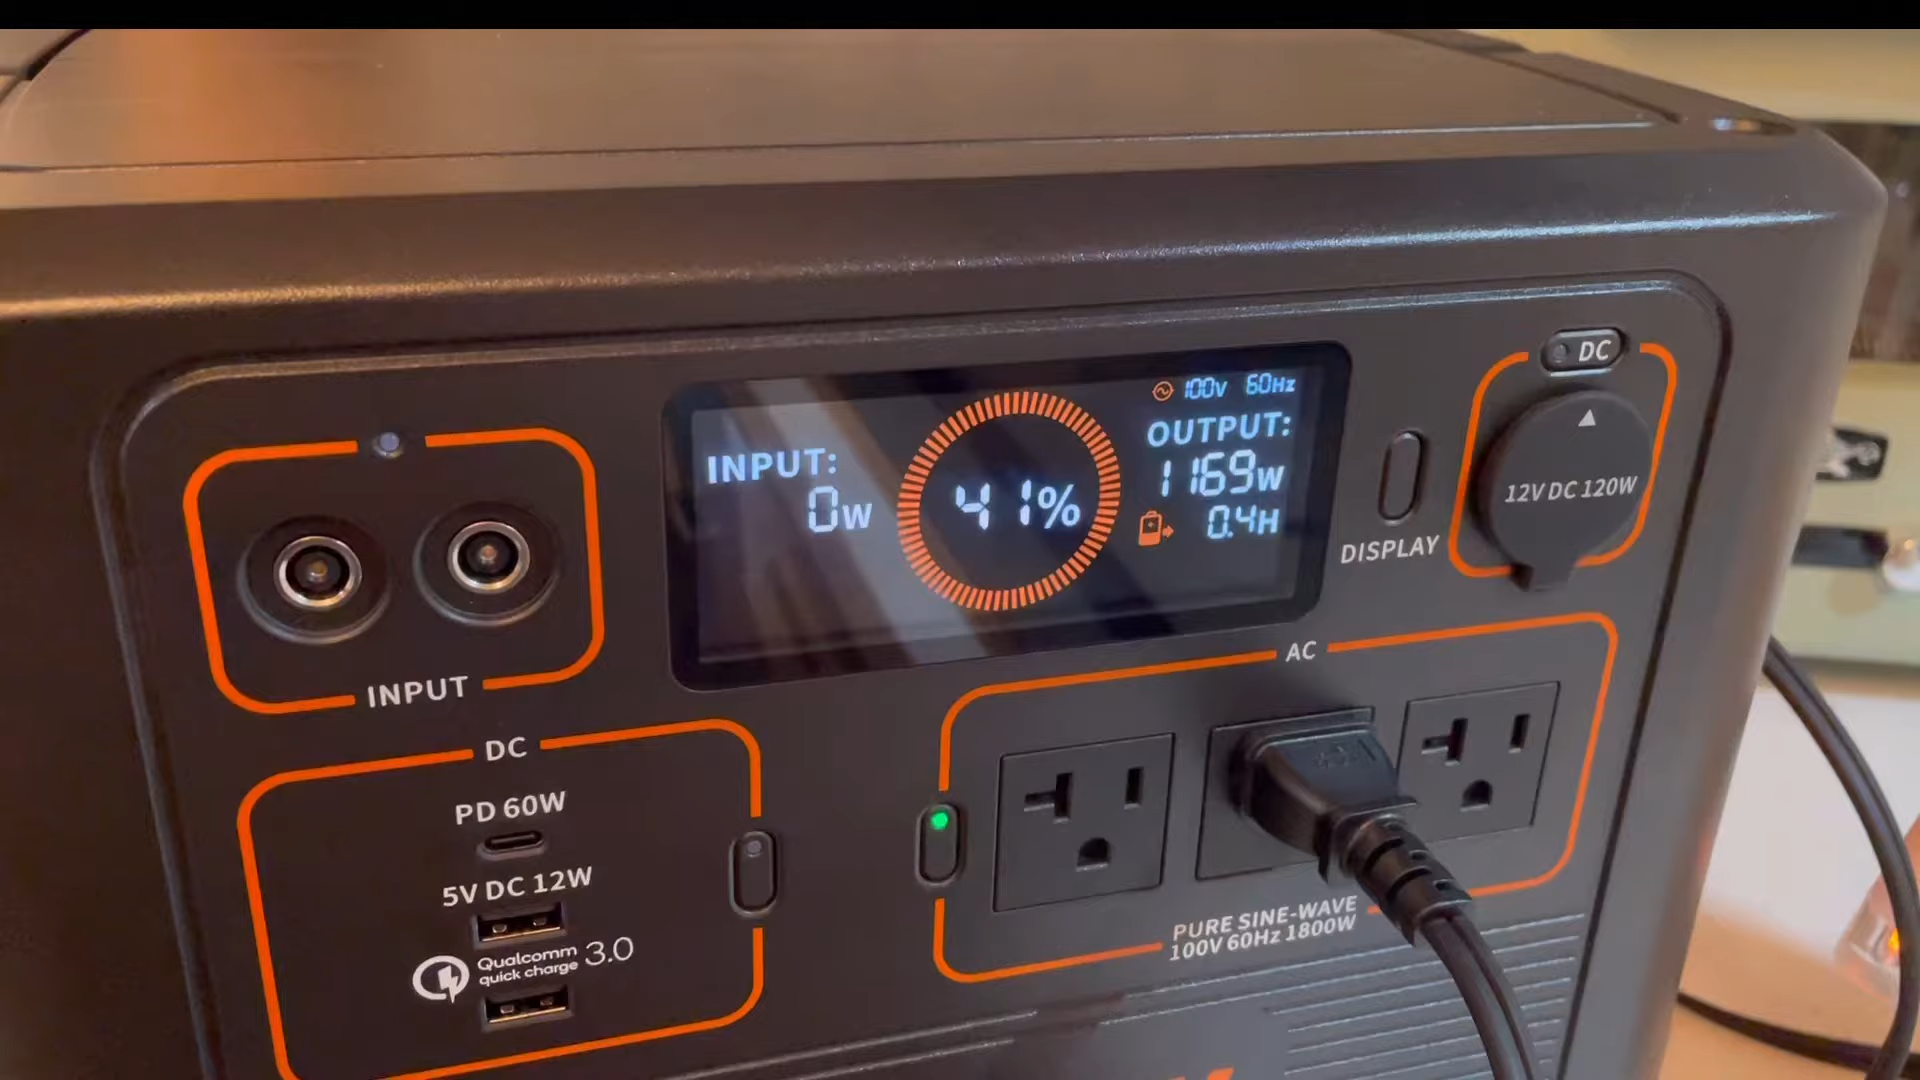 100V 60Hz
INPUT:
0W
41%
OUTPUT:
1169W
0.4H
DISPLAY
DC
12V DC 120W
INPUT
DC
PD 60W
5V DC 12W
Qualcomm
quick charge 3.0
AC
PURE SINE-WAVE
100V 60Hz 1800W